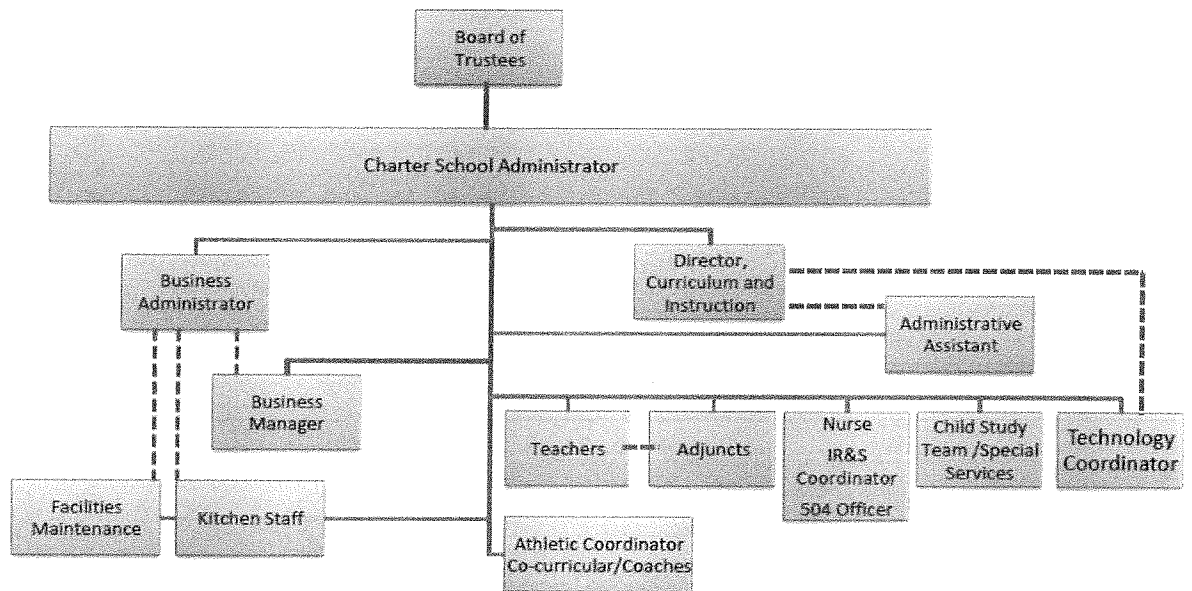 Board of
Trustees
Charter School Administrator
Business
Administrator
Director,
Curriculum and
Instruction
Administrative
Assistant
Business
Manager
Teachers
Adjuncts
Nurse
IR&S
Coordinator
504 Officer
Child Study
Team /Special
Services
Technology
Coordinator
Facilities
Maintenance
Kitchen Staff
Athletic Coordinator
Co-curricular/Coaches